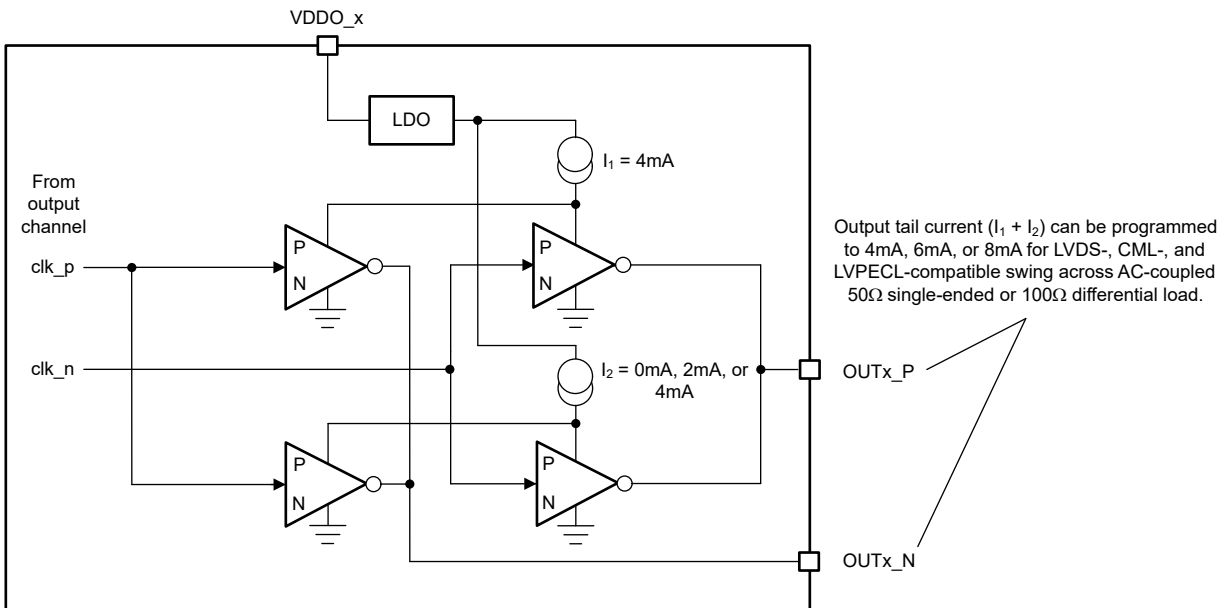 VDDO_x
LDO
I₁ = 4mA
From
output
channel
P
N
P
N
clk_p
Output tail current (I₁ + I₂) can be programmed
to 4mA, 6mA, or 8mA for LVDS-, CML-, and
LVPECL-compatible swing across AC-coupled
50Ω single-ended or 100Ω differential load.
clk_n
I₂ = 0mA, 2mA, or
4mA
OUTx_P
P
N
P
N
OUTx_N